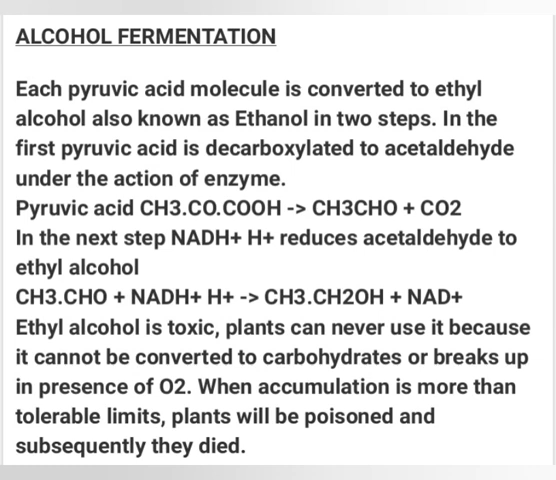 ALCOHOL FERMENTATION
Each pyruvic acid molecule is converted to ethyl
alcohol also known as Ethanol in two steps. In the
first pyruvic acid is decarboxylated to acetaldehyde
under the action of enzyme.
Pyruvic acid CH3.CO.COOH -> CH3CHO + CO2
In the next step NADH+ H+ reduces acetaldehyde to
ethyl alcohol
CH3.CHO + NADH+ H+ -> CH3.CH2OH + NAD+
Ethyl alcohol is toxic, plants can never use it because
it cannot be converted to carbohydrates or breaks up
in presence of O2. When accumulation is more than
tolerable limits, plants will be poisoned and
subsequently they died.